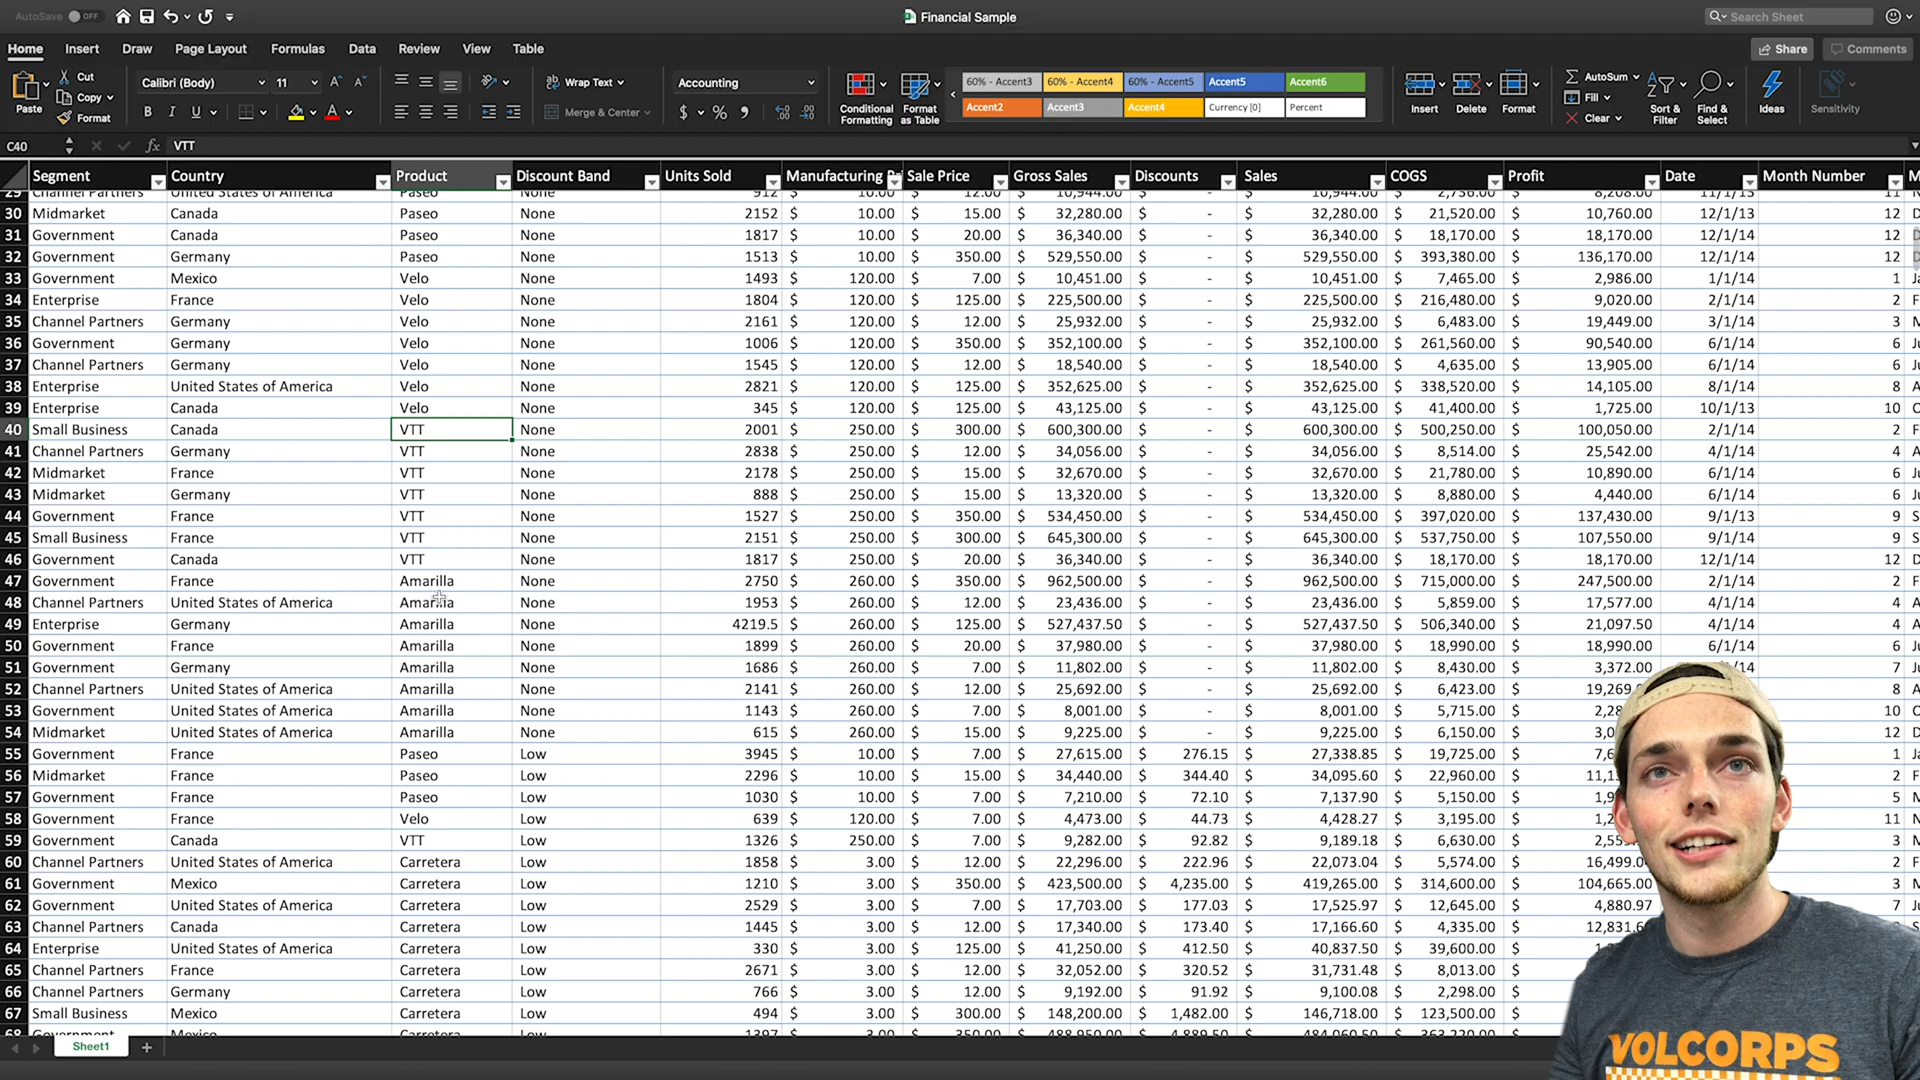 AutoSave OFF Financial Sample Search Sheet
Home Insert Draw Page Layout Formulas Data Review View Table Share Comments
Paste Cut Copy Format
Calibri (Body) 11 Wrap Text Merge & Center Accounting
B I U $ % ,
Conditional Formatting Format as Table
60% - Accent3 60% - Accent4 60% - Accent5 Accent5 Accent6
Accent2 Accent3 Accent4 Currency [0] Percent
Insert Delete Format AutoSum Fill Clear Sort & Filter Find & Select Ideas Sensitivity
C40 fx VTT
Segment Country Product Discount Band Units Sold Manufacturing Sale Price Gross Sales Discounts Sales COGS Profit Date Month Number
29 Channel Partners United States of America Paseo None 912 10.00 $ 12.00 $ 10,944.00 $ - $ 10,944.00 $ 2,736.00 $ 8,208.00 11/1/13 11
30 Midmarket Canada Paseo None 2152 $ 10.00 $ 15.00 $ 32,280.00 $ - $ 32,280.00 $ 21,520.00 $ 10,760.00 12/1/13 12 D
31 Government Canada Paseo None 1817 $ 10.00 $ 20.00 $ 36,340.00 $ - $ 36,340.00 $ 18,170.00 $ 18,170.00 12/1/14 12
32 Government Germany Paseo None 1513 $ 10.00 $ 350.00 $ 529,550.00 $ - $ 529,550.00 $ 393,380.00 $ 136,170.00 12/1/14 12
33 Government Mexico Velo None 1493 $ 120.00 $ 7.00 $ 10,451.00 $ - $ 10,451.00 $ 7,465.00 $ 2,986.00 1/1/14 1
34 Enterprise France Velo None 1804 $ 120.00 $ 125.00 $ 225,500.00 $ - $ 225,500.00 $ 216,480.00 $ 9,020.00 2/1/14 2 F
35 Channel Partners Germany Velo None 2161 $ 120.00 $ 12.00 $ 25,932.00 $ - $ 25,932.00 $ 6,483.00 $ 19,449.00 3/1/14 3
36 Government Germany Velo None 1006 $ 120.00 $ 350.00 $ 352,100.00 $ - $ 352,100.00 $ 261,560.00 $ 90,540.00 6/1/14 6
37 Channel Partners Germany Velo None 1545 $ 120.00 $ 12.00 $ 18,540.00 $ - $ 18,540.00 $ 4,635.00 $ 13,905.00 6/1/14 6
38 Enterprise United States of America Velo None 2821 $ 120.00 $ 125.00 $ 352,625.00 $ - $ 352,625.00 $ 338,520.00 $ 14,105.00 8/1/14 8
39 Enterprise Canada Velo None 345 $ 120.00 $ 125.00 $ 43,125.00 $ - $ 43,125.00 $ 41,400.00 $ 1,725.00 10/1/13 10
40 Small Business Canada VTT None 2001 $ 250.00 $ 300.00 $ 600,300.00 $ - $ 600,300.00 $ 500,250.00 $ 100,050.00 2/1/14 2 F
41 Channel Partners Germany VTT None 2838 $ 250.00 $ 12.00 $ 34,056.00 $ - $ 34,056.00 $ 8,514.00 $ 25,542.00 4/1/14 4
42 Midmarket France VTT None 2178 $ 250.00 $ 15.00 $ 32,670.00 $ - $ 32,670.00 $ 21,780.00 $ 10,890.00 6/1/14 6
43 Midmarket Germany VTT None 888 $ 250.00 $ 15.00 $ 13,320.00 $ - $ 13,320.00 $ 8,880.00 $ 4,440.00 6/1/14 6
44 Government France VTT None 1527 $ 250.00 $ 350.00 $ 534,450.00 $ - $ 534,450.00 $ 397,020.00 $ 137,430.00 9/1/13 9
45 Small Business France VTT None 2151 $ 250.00 $ 300.00 $ 645,300.00 $ - $ 645,300.00 $ 537,750.00 $ 107,550.00 9/1/14 9
46 Government Canada VTT None 1817 $ 250.00 $ 20.00 $ 36,340.00 $ - $ 36,340.00 $ 18,170.00 $ 18,170.00 12/1/14 12
47 Government France Amarilla None 2750 $ 260.00 $ 350.00 $ 962,500.00 $ - $ 962,500.00 $ 715,000.00 $ 247,500.00 2/1/14 2 F
48 Channel Partners United States of America Amarilla None 1953 $ 260.00 $ 12.00 $ 23,436.00 $ - $ 23,436.00 $ 5,859.00 $ 17,577.00 4/1/14 4
49 Enterprise Germany Amarilla None 4219.5 $ 260.00 $ 125.00 $ 527,437.50 $ - $ 527,437.50 $ 506,340.00 $ 21,097.50 4/1/14 4
50 Government France Amarilla None 1899 $ 260.00 $ 20.00 $ 37,980.00 $ - $ 37,980.00 $ 18,990.00 $ 18,990.00 6/1/14 6
51 Government Germany Amarilla None 1686 $ 260.00 $ 7.00 $ 11,802.00 $ - $ 11,802.00 $ 8,430.00 $ 3,372.00 7
52 Channel Partners United States of America Amarilla None 2141 $ 260.00 $ 12.00 $ 25,692.00 $ - $ 25,692.00 $ 6,423.00 $ 19,269. 8
53 Government United States of America Amarilla None 1143 $ 260.00 $ 7.00 $ 8,001.00 $ - $ 8,001.00 $ 5,715.00 $ 10
54 Midmarket United States of America Amarilla None 615 $ 260.00 $ 15.00 $ 9,225.00 $ - $ 9,225.00 $ 6,150.00 $ 12
55 Government France Paseo Low 3945 $ 10.00 $ 7.00 $ 27,615.00 $ 276.15 $ 27,338.85 $ 19,725.00 $ 1
56 Midmarket France Paseo Low 2296 $ 10.00 $ 15.00 $ 34,440.00 $ 344.40 $ 34,095.60 $ 22,960.00 $ 2
57 Government France Paseo Low 1030 $ 10.00 $ 7.00 $ 7,210.00 $ 72.10 $ 7,137.90 $ 5,150.00 $ 5
58 Government France Velo Low 639 $ 120.00 $ 7.00 $ 4,473.00 $ 44.73 $ 4,428.27 $ 3,195.00 $ 11
59 Government Canada VTT Low 1326 $ 250.00 $ 7.00 $ 9,282.00 $ 92.82 $ 9,189.18 $ 6,630.00 $ 3
60 Channel Partners United States of America Carretera Low 1858 $ 3.00 $ 12.00 $ 22,296.00 $ 222.96 $ 22,073.04 $ 5,574.00 $ 16,499. 2
61 Government Mexico Carretera Low 1210 $ 3.00 $ 350.00 $ 423,500.00 $ 4,235.00 $ 419,265.00 $ 314,600.00 $ 104,665.00 3
62 Government United States of America Carretera Low 2529 $ 3.00 $ 7.00 $ 17,703.00 $ 177.03 $ 17,525.97 $ 12,645.00 $ 4,880.97 7
63 Channel Partners Canada Carretera Low 1445 $ 3.00 $ 12.00 $ 17,340.00 $ 173.40 $ 17,166.60 $ 4,335.00 $ 12,831.
64 Enterprise United States of America Carretera Low 330 $ 3.00 $ 125.00 $ 41,250.00 $ 412.50 $ 40,837.50 $ 39,600.00 $
65 Channel Partners France Carretera Low 2671 $ 3.00 $ 12.00 $ 32,052.00 $ 320.52 $ 31,731.48 $ 8,013.00 $
66 Channel Partners Germany Carretera Low 766 $ 3.00 $ 12.00 $ 9,192.00 $ 91.92 $ 9,100.08 $ 2,298.00 $
67 Small Business Mexico Carretera Low 494 $ 3.00 $ 300.00 $ 148,200.00 $ 1,482.00 $ 146,718.00 $ 123,500.00 $
68 Government Mexico Carretera Low 1397 $ 3.00 $ 350.00 $ 488,950.00 $ 4,889.50 $ 484,060.50 $ 363,220.00 $
Sheet1
VOLCORPS